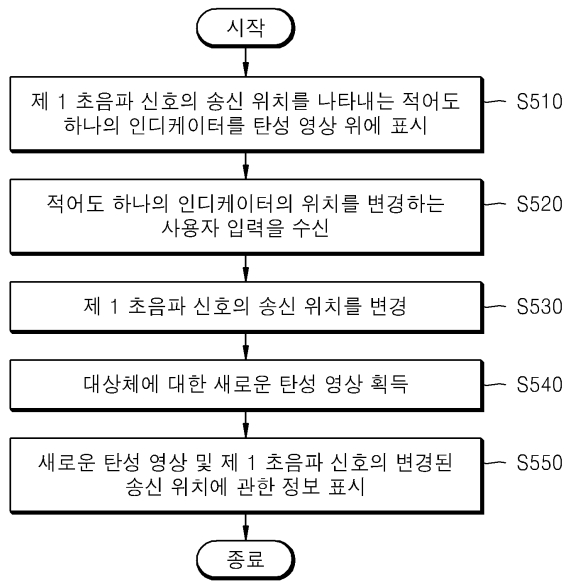 시작
제 1 초음파 신호의 송신 위치를 나타내는 적어도
하나의 인디케이터를 탄성 영상 위에 표시
S510
적어도 하나의 인디케이터의 위치를 변경하는
사용자 입력을 수신
S520
제 1 초음파 신호의 송신 위치를 변경
S530
대상체에 대한 새로운 탄성 영상 획득
S540
새로운 탄성 영상 및 제 1 초음파 신호의 변경된
송신 위치에 관한 정보 표시
S550
종료